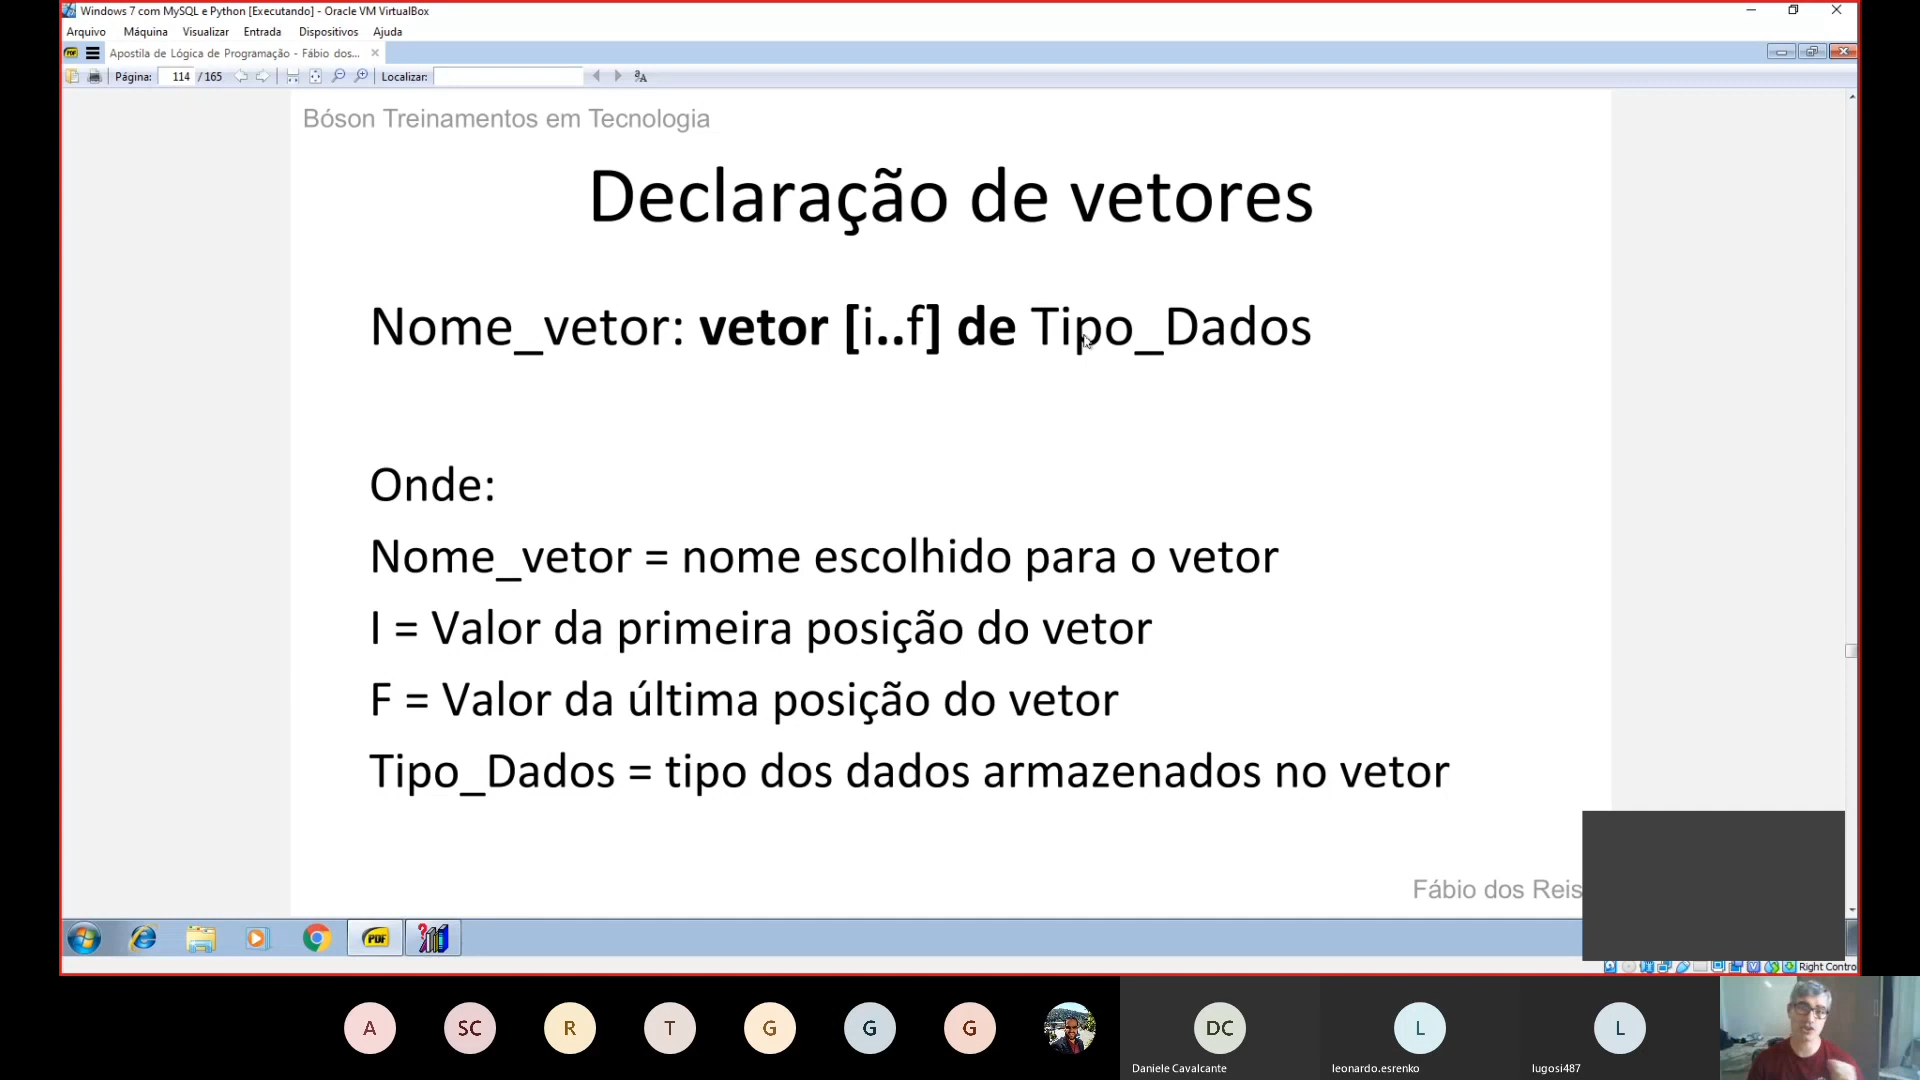 Windows 7 com MySQL e Python [Executando] - Oracle VM VirtualBox
Arquivo Máquina Visualizar Entrada Dispositivos Ajuda
PDF Apostila de Lógica de Programação - Fábio dos...
Página: 114 / 165 Localizar:
Bóson Treinamentos em Tecnologia
Declaração de vetores
Nome_vetor: vetor [i..f] de Tipo_Dados
Onde:
Nome_vetor = nome escolhido para o vetor
I = Valor da primeira posição do vetor
F = Valor da última posição do vetor
Tipo_Dados = tipo dos dados armazenados no vetor
Fábio dos Reis
PDF
Right Contro
A SC R T G G G DC L L
Daniele Cavalcante leonardo.esrenko lugosi487